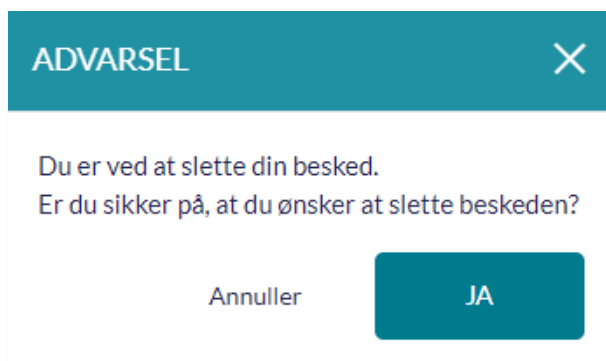 ADVARSEL
Du er ved at slette din besked.
Er du sikker på, at du ønsker at slette beskeden?
Annuller
JA